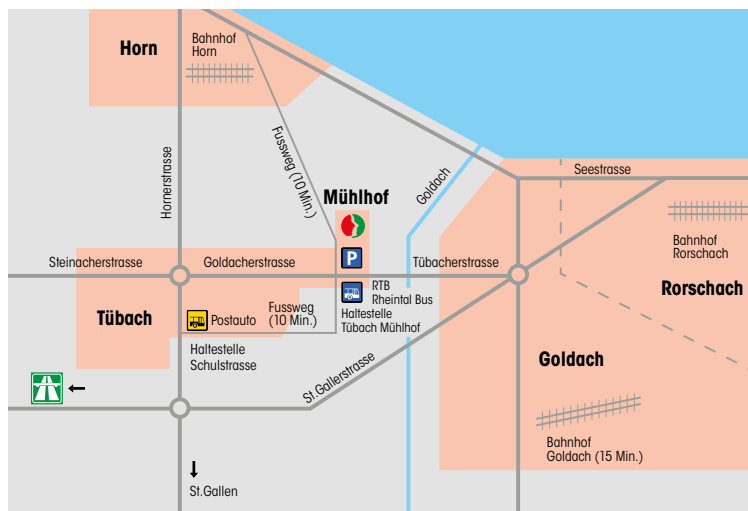 Horn
Bahnhof
Horn
Hornerstrasse
Fussweg (10 Min.)
Mühlhof
Goldach
Seestrasse
Bahnhof
Rorschach
Rorschach
Steinacherstrasse
Goldacherstrasse
P
Tübacherstrasse
Tübach
Postauto
Fussweg
(10 Min.)
RTB
Rheintal Bus
Haltestelle
Tübach Mühlhof
Haltestelle
Schulstrasse
St.Gallerstrasse
Goldach
Bahnhof
Goldach (15 Min.)
St.Gallen